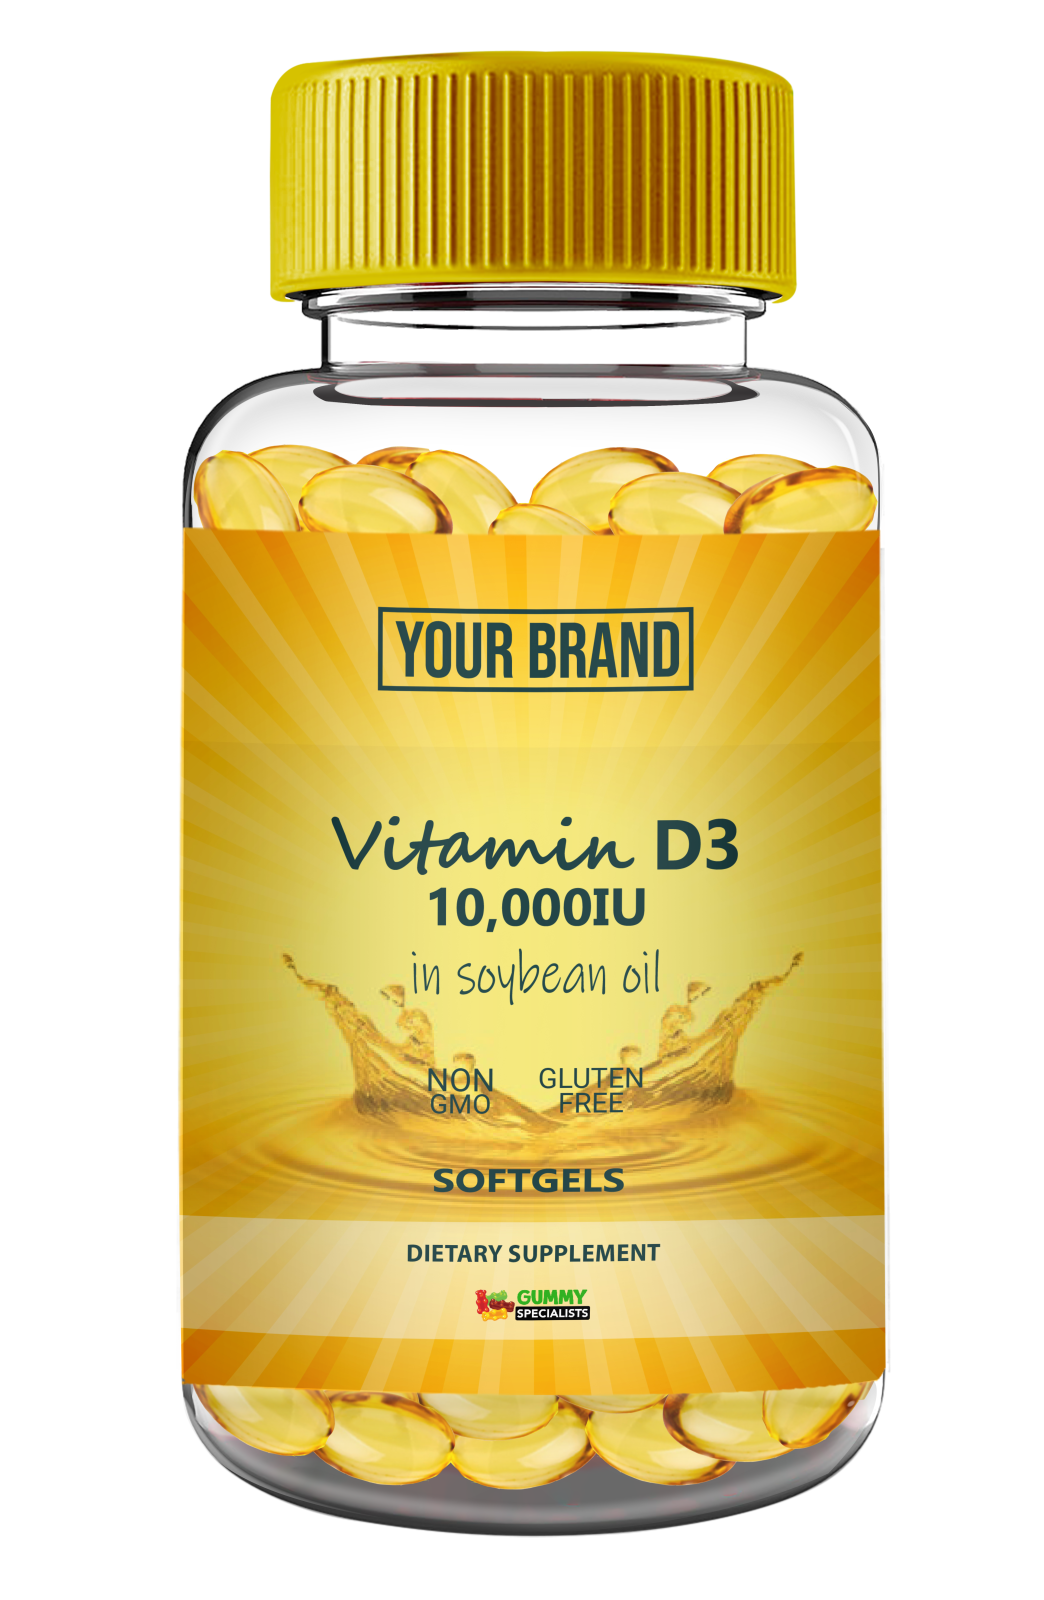 YOUR BRAND
Vitamin D3
10,000IU
in soybean oil
NON GMO
GLUTEN FREE
SOFTGELS
DIETARY SUPPLEMENT
GUMMY
SPECIALISTS